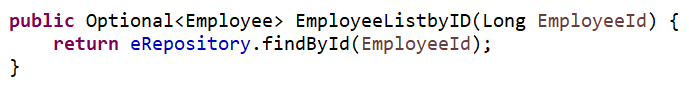 public Optional<Employee> EmployeeListbyID(Long EmployeeId) {
    return eRepository.findById(EmployeeId);
}